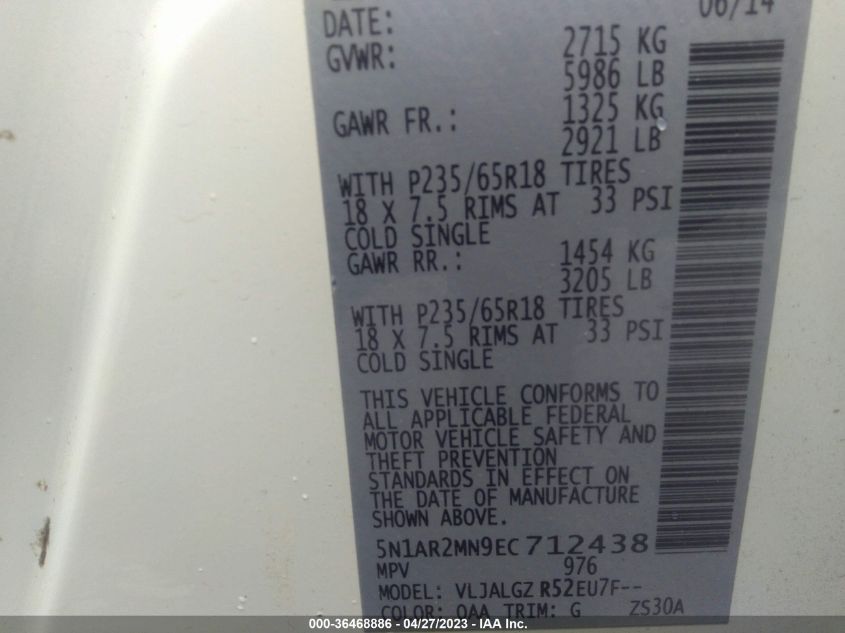 DATE: 06/14
GVWR: 2715 KG
5986 LB
GAWR FR.: 1325 KG
2921 LB
WITH P235/65R18 TIRES
18 X 7.5 RIMS AT 33 PSI
COLD SINGLE
GAWR RR.: 1454 KG
3205 LB
WITH P235/65R18 TIRES
18 X 7.5 RIMS AT 33 PSI
COLD SINGLE
THIS VEHICLE CONFORMS TO
ALL APPLICABLE FEDERAL
MOTOR VEHICLE SAFETY AND
THEFT PREVENTION
STANDARDS IN EFFECT ON
THE DATE OF MANUFACTURE
SHOWN ABOVE.
5N1AR2MN9EC712438
MPV 976
MODEL: VLJALGZ R52EU7F--
COLOR: QAA TRIM: G ZS30A
000-36468886 - 04/27/2023 - IAA Inc.